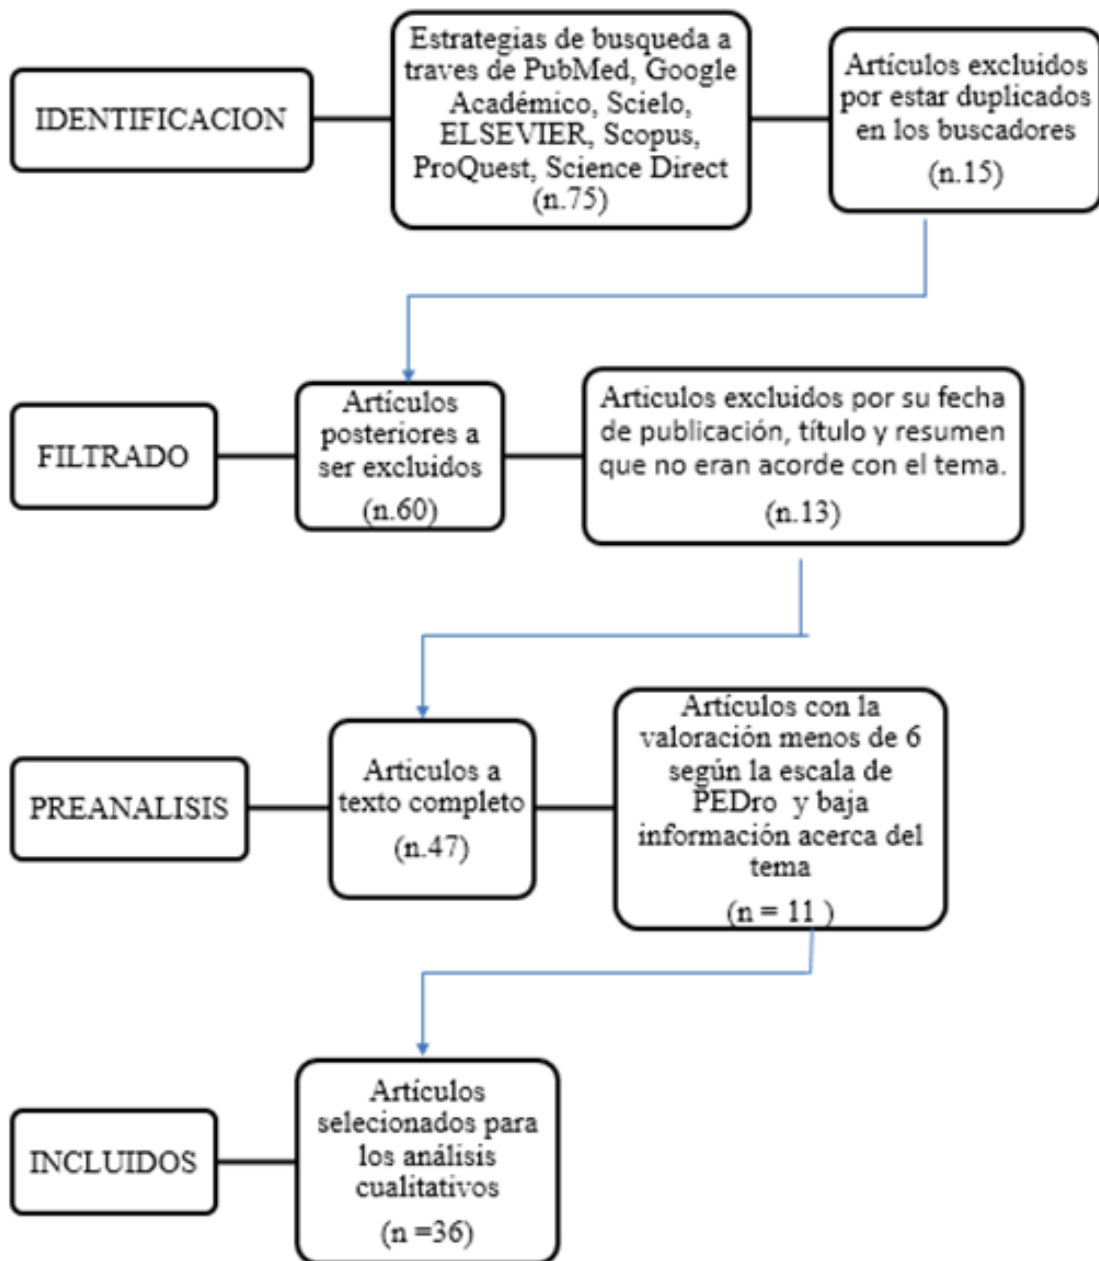 IDENTIFICACION
Estrategias de busqueda a
traves de PubMed, Google
Académico, Scielo,
ELSEVIER, Scopus,
ProQuest, Science Direct
(n.75)
Artículos excluidos
por estar duplicados
en los buscadores
(n.15)
FILTRADO
Artículos
posteriores a
ser excluidos
(n.60)
Articulos excluidos por su fecha
de publicación, título y resumen
que no eran acorde con el tema.
(n.13)
PREANALISIS
Articulos a
texto completo
(n.47)
Artículos con la
valoración menos de 6
según la escala de
PEDro y baja
información acerca del
tema
(n = 11 )
INCLUIDOS
Artículos
selecionados para
los análisis
cualitativos
(n =36)